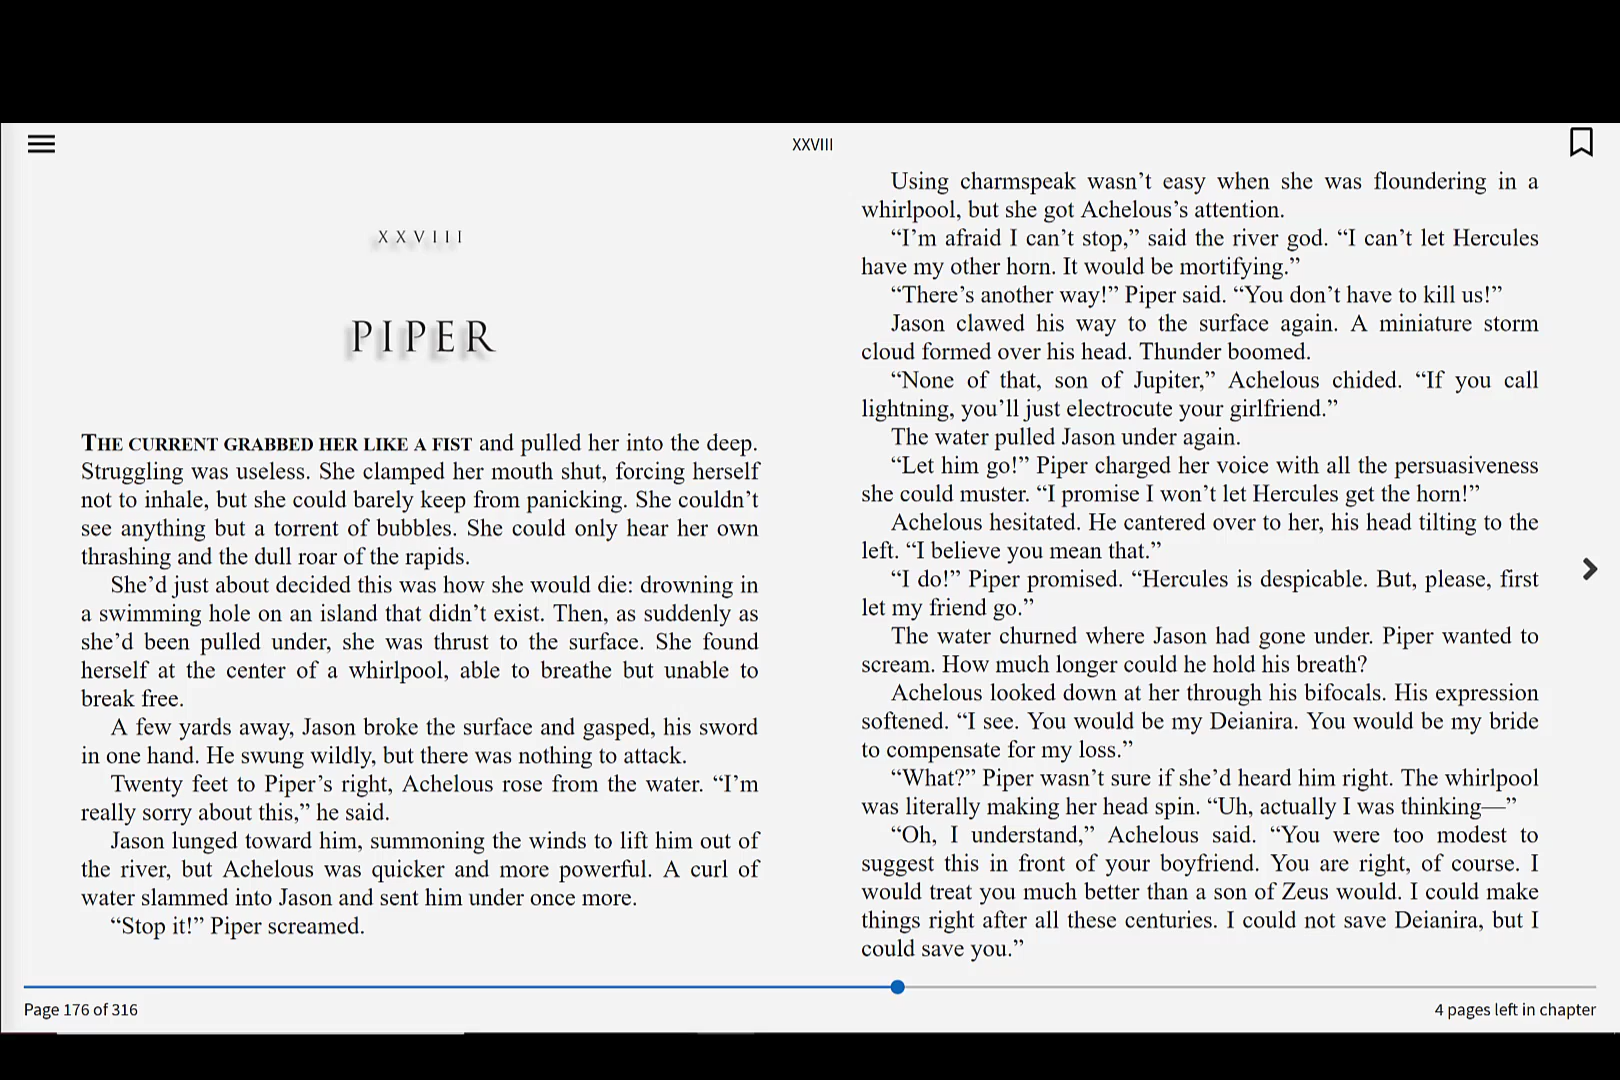 XXVIII
XXVIII
PIPER
THE CURRENT GRABBED HER LIKE A FIST and pulled her into the deep.
Struggling was useless. She clamped her mouth shut, forcing herself
not to inhale, but she could barely keep from panicking. She couldn’t
see anything but a torrent of bubbles. She could only hear her own
thrashing and the dull roar of the rapids.
She’d just about decided this was how she would die: drowning in
a swimming hole on an island that didn’t exist. Then, as suddenly as
she’d been pulled under, she was thrust to the surface. She found
herself at the center of a whirlpool, able to breathe but unable to
break free.
A few yards away, Jason broke the surface and gasped, his sword
in one hand. He swung wildly, but there was nothing to attack.
Twenty feet to Piper’s right, Achelous rose from the water. “I’m
really sorry about this,” he said.
Jason lunged toward him, summoning the winds to lift him out of
the river, but Achelous was quicker and more powerful. A curl of
water slammed into Jason and sent him under once more.
“Stop it!” Piper screamed.
Using charmspeak wasn’t easy when she was floundering in a
whirlpool, but she got Achelous’s attention.
“I’m afraid I can’t stop,” said the river god. “I can’t let Hercules
have my other horn. It would be mortifying.”
“There’s another way!” Piper said. “You don’t have to kill us!”
Jason clawed his way to the surface again. A miniature storm
cloud formed over his head. Thunder boomed.
“None of that, son of Jupiter,” Achelous chided. “If you call
lightning, you’ll just electrocute your girlfriend.”
The water pulled Jason under again.
“Let him go!” Piper charged her voice with all the persuasiveness
she could muster. “I promise I won’t let Hercules get the horn!”
Achelous hesitated. He cantered over to her, his head tilting to the
left. “I believe you mean that.”
“I do!” Piper promised. “Hercules is despicable. But, please, first
let my friend go.”
The water churned where Jason had gone under. Piper wanted to
scream. How much longer could he hold his breath?
Achelous looked down at her through his bifocals. His expression
softened. “I see. You would be my Deianira. You would be my bride
to compensate for my loss.”
“What?” Piper wasn’t sure if she’d heard him right. The whirlpool
was literally making her head spin. “Uh, actually I was thinking—”
“Oh, I understand,” Achelous said. “You were too modest to
suggest this in front of your boyfriend. You are right, of course. I
would treat you much better than a son of Zeus would. I could make
things right after all these centuries. I could not save Deianira, but I
could save you.”
Page 176 of 316
4 pages left in chapter